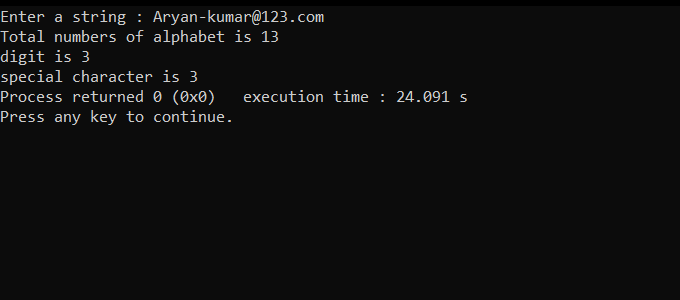 Enter a string : Aryan-kumar@123.com
Total numbers of alphabet is 13
digit is 3
special character is 3
Process returned 0 (0x0)   execution time : 24.091 s
Press any key to continue.